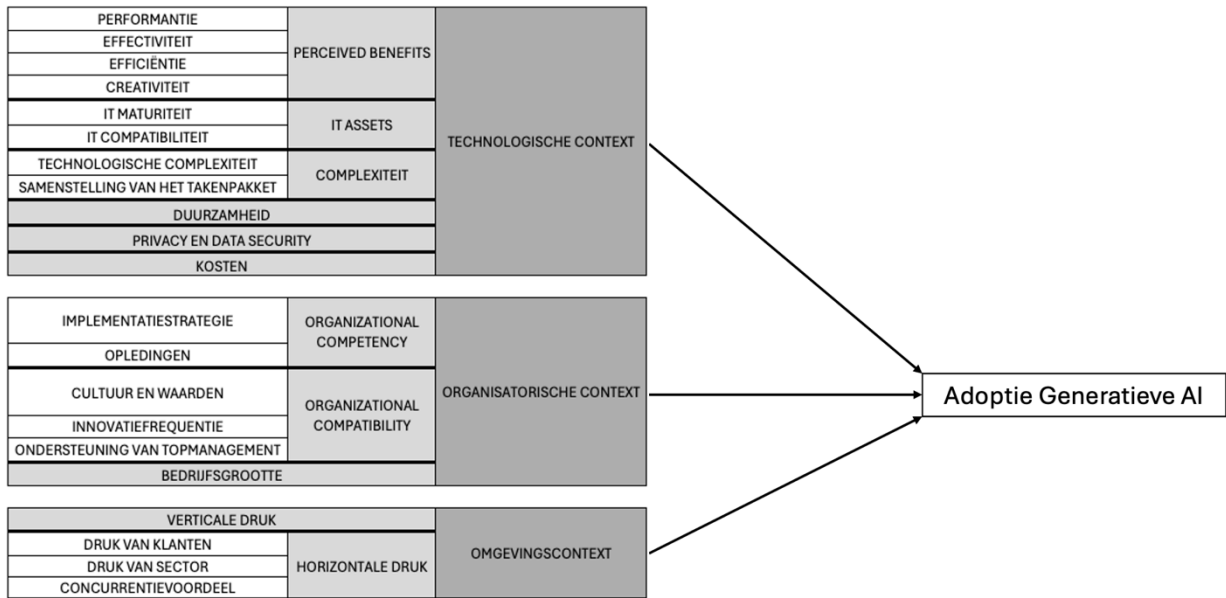 PERFORMANTIE
EFFECTIVITEIT
EFFICIËNTIE
CREATIVITEIT
PERCEIVED BENEFITS
IT MATURITEIT
IT COMPATIBILITEIT
IT ASSETS
TECHNOLOGISCHE COMPLEXITEIT
SAMENSTELLING VAN HET TAKENPAKKET
COMPLEXITEIT
DUURZAMHEID
PRIVACY EN DATA SECURITY
KOSTEN
TECHNOLOGISCHE CONTEXT
IMPLEMENTATIESTRATEGIE
OPLEDINGEN
ORGANIZATIONAL
COMPETENCY
CULTUUR EN WAARDEN
INNOVATIEFREQUENTIE
ONDERSTEUNING VAN TOPMANAGEMENT
ORGANIZATIONAL
COMPATIBILITY
BEDRIJFSGROOTTE
ORGANISATORISCHE CONTEXT
VERTICALE DRUK
DRUK VAN KLANTEN
DRUK VAN SECTOR
CONCURRENTIEVOORDEEL
HORIZONTALE DRUK
OMGEVINGSCONTEXT
Adoptie Generatieve AI